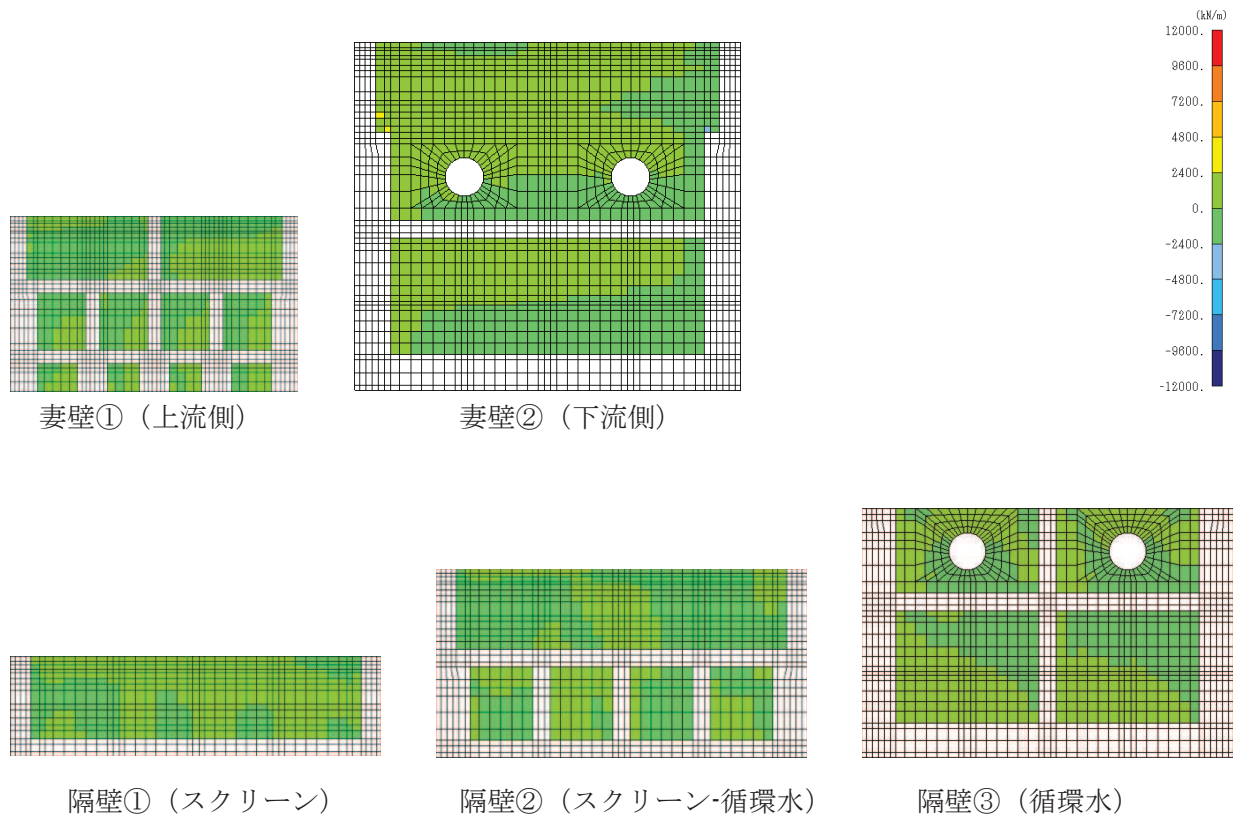 (kN/m)
12000.
9600.
7200.
4800.
2400.
0.
-2400.
-4800.
-7200.
-9600.
-12000.
妻壁①（上流側）
妻壁②（下流側）
隔壁①（スクリーン）
隔壁②（スクリーン-循環水）
隔壁③（循環水）